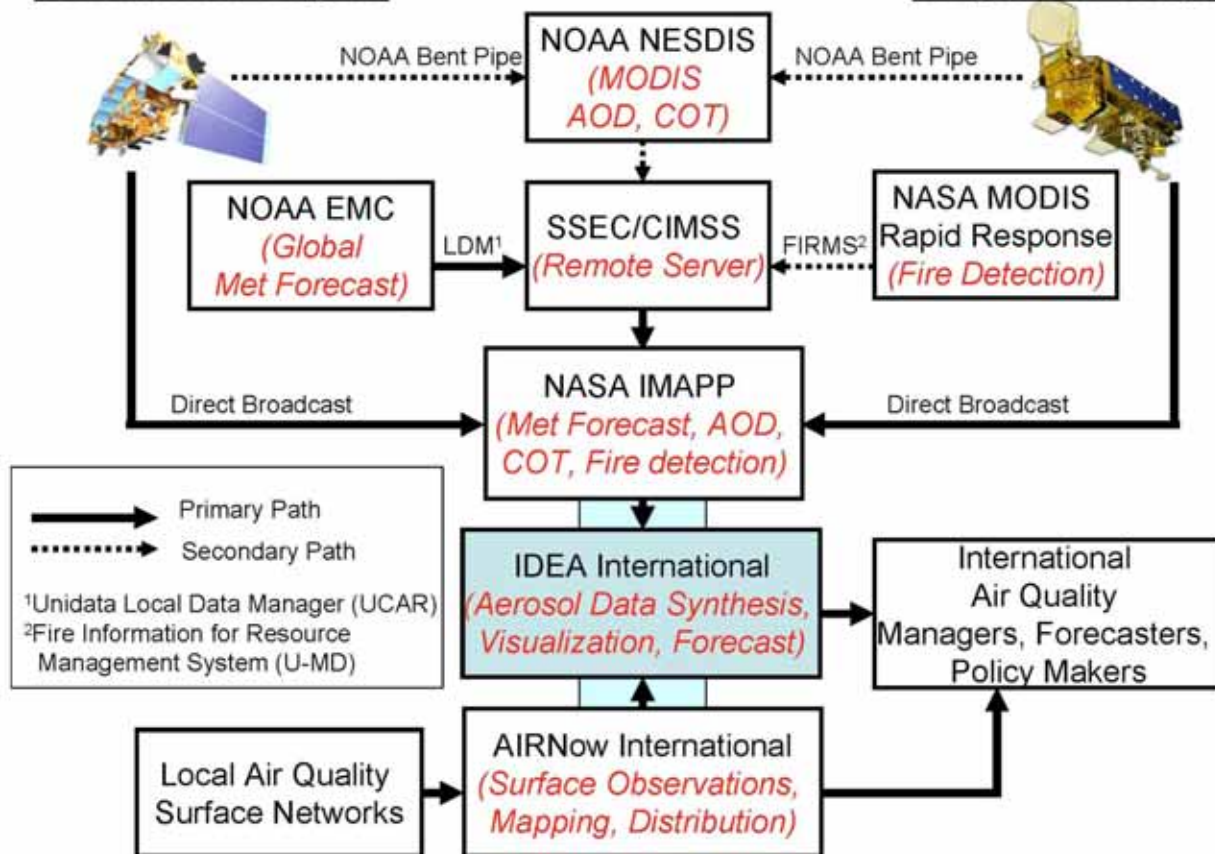 NOAA Bent Pipe
NOAA NESDIS
(MODIS
AOD, COT)
NOAA Bent Pipe
NOAA EMC
(Global
Met Forecast)
LDM¹
SSEC/CIMSS
(Remote Server)
FIRMS²
NASA MODIS
Rapid Response
(Fire Detection)
Direct Broadcast
NASA IMAPP
(Met Forecast, AOD,
COT, Fire detection)
Direct Broadcast
Primary Path
Secondary Path
¹Unidata Local Data Manager (UCAR)
²Fire Information for Resource
Management System (U-MD)
IDEA International
(Aerosol Data Synthesis,
Visualization, Forecast)
International
Air Quality
Managers, Forecasters,
Policy Makers
Local Air Quality
Surface Networks
AIRNow International
(Surface Observations,
Mapping, Distribution)